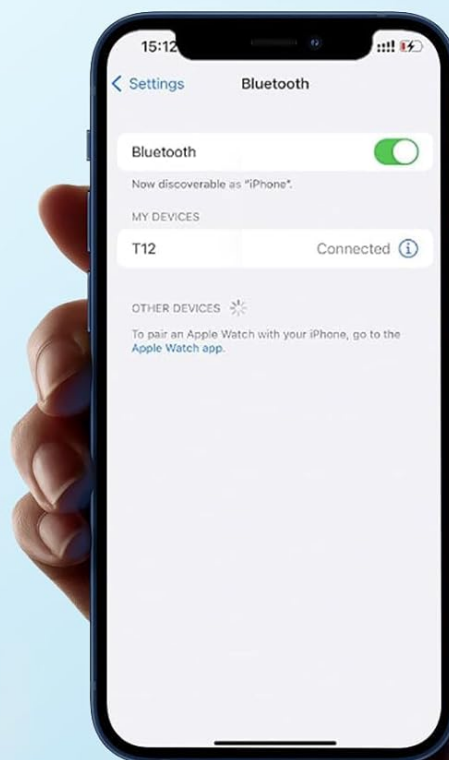 15:12
Settings
Bluetooth
Bluetooth
Now discoverable as "iPhone".
MY DEVICES
T12
Connected
OTHER DEVICES
To pair an Apple Watch with your iPhone, go to the
Apple Watch app.